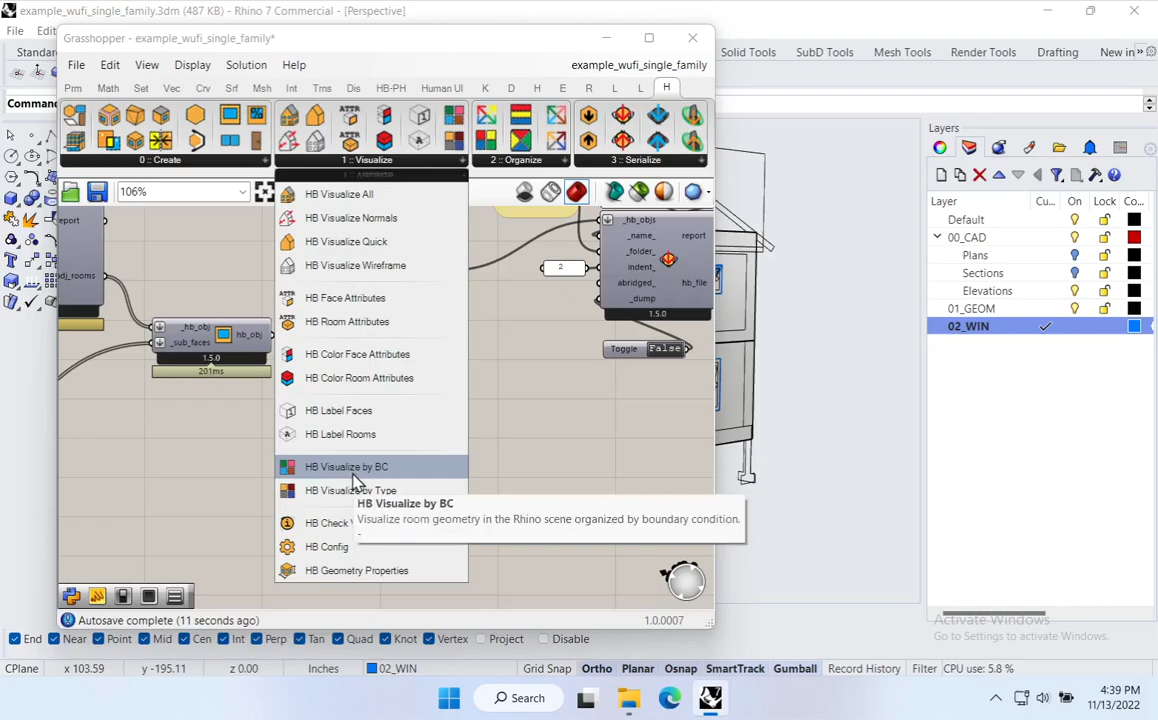 example_wufi_single_family.3dm (487 KB) - Rhino 7 Commercial - [Perspective]
File Edi
Grasshopper - example_wufi_single_family*
Standar
Solid Tools SubD Tools Mesh Tools Render Tools Drafting New in
File Edit View Display Solution Help example_wufi_single_family
Prm Math Set Vec Crv Srf Msh Int Trns Dis HB-PH Human UI K D H E R L L H
Comman
ATTR
ATTR
0 :: Create 1 :: Visualize 2 :: Organize 3 :: Serialize
Layers
106%
Layer Cu... On Lock Co...
Default
00_CAD
Plans
Sections
Elevations
01_GEOM
02_WIN
HB Visualize All
HB Visualize Normals
HB Visualize Quick
HB Visualize Wireframe
ATTR HB Face Attributes
ATTR HB Room Attributes
HB Color Face Attributes
HB Color Room Attributes
HB Label Faces
HB Label Rooms
HB Visualize by BC
HB Visualize by Type
HB Check V
HB Config
HB Geometry Properties
HB Visualize by BC
Visualize room geometry in the Rhino scene organized by boundary condition.
-
report
adj_rooms
_hb_obj hb_obj
_sub_faces
1.5.0
201ms
2
_hb_objs
_name_ report
_folder_
indent_
abridged_ hb_file
_dump
1.5.0
Toggle False
Autosave complete (11 seconds ago) 1.0.0007
Activate Windows
Go to Settings to activate Windows.
End Near Point Mid Cen Int Perp Tan Quad Knot Vertex Project Disable
CPlane x 103.59 y -195.11 z 0.00 Inches 02_WIN Grid Snap Ortho Planar Osnap SmartTrack Gumball Record History Filter CPU use: 5.8 %
Search
4:39 PM
11/13/2022